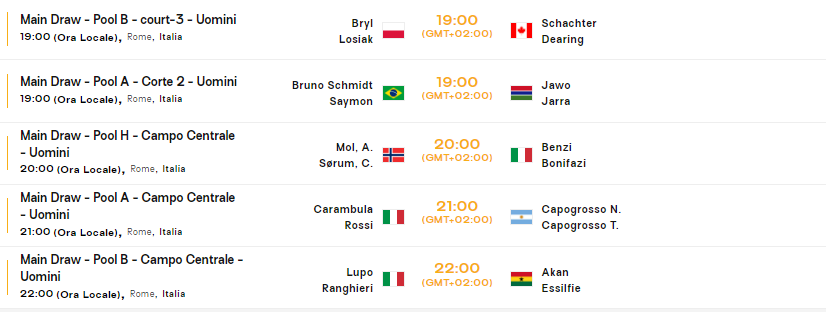 Main Draw - Pool B - court-3 - Uomini
19:00 (Ora Locale), Rome, Italia
Bryl
Losiak
19:00
(GMT+02:00)
Schachter
Dearing
Main Draw - Pool A - Corte 2 - Uomini
19:00 (Ora Locale), Rome, Italia
Bruno Schmidt
Saymon
19:00
(GMT+02:00)
Jawo
Jarra
Main Draw - Pool H - Campo Centrale
- Uomini
20:00 (Ora Locale), Rome, Italia
Mol, A.
Sørum, C.
20:00
(GMT+02:00)
Benzi
Bonifazi
Main Draw - Pool A - Campo Centrale
- Uomini
21:00 (Ora Locale), Rome, Italia
Carambula
Rossi
21:00
(GMT+02:00)
Capogrosso N.
Capogrosso T.
Main Draw - Pool B - Campo Centrale -
Uomini
22:00 (Ora Locale), Rome, Italia
Lupo
Ranghieri
22:00
(GMT+02:00)
Akan
Essilfie